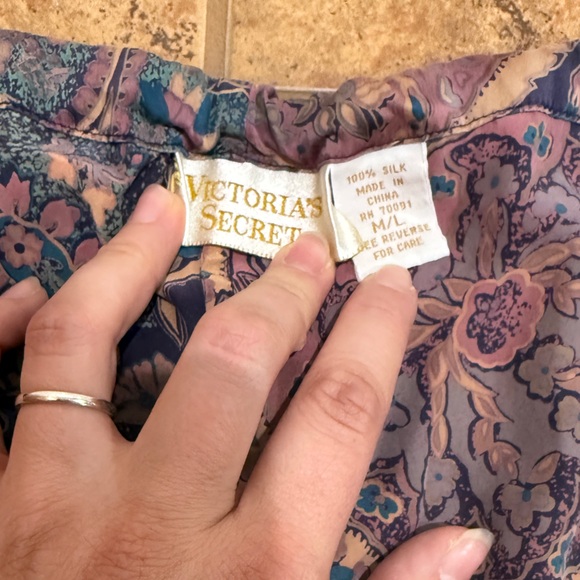 VICTORIA'S
SECRET
100% SILK
MADE IN
CHINA
RN 70091
M/L
SEE REVERSE
FOR CARE